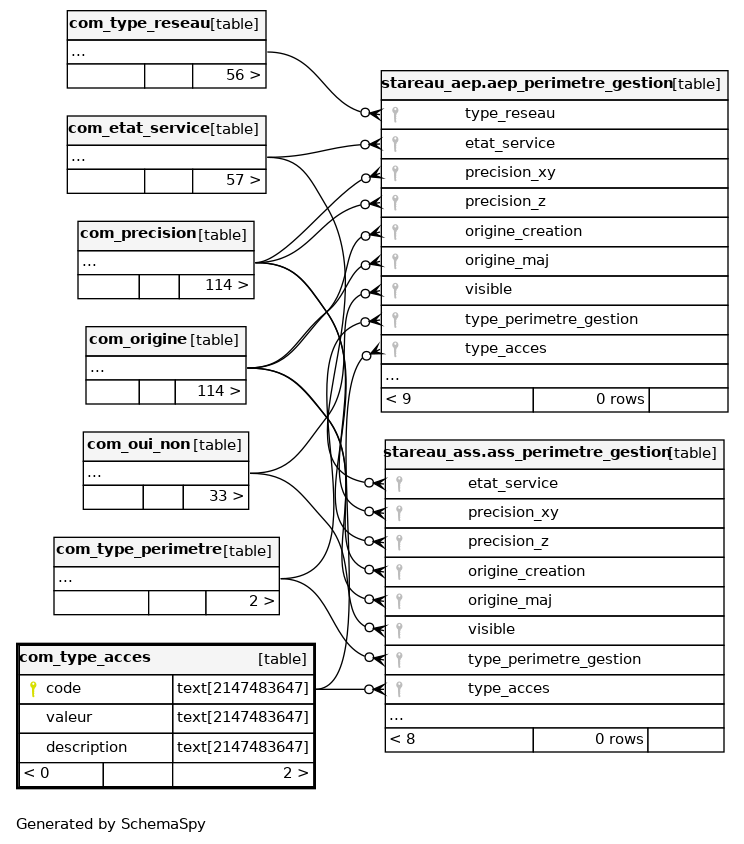 com_type_reseau [table]
...
56 >
com_etat_service [table]
...
57 >
com_precision [table]
...
114 >
com_origine [table]
...
114 >
com_oui_non [table]
...
33 >
com_type_perimetre [table]
...
2 >
com_type_acces [table]
code text[2147483647]
valeur text[2147483647]
description text[2147483647]
< 0 2 >
stareau_aep.aep_perimetre_gestion [table]
type_reseau
etat_service
precision_xy
precision_z
origine_creation
origine_maj
visible
type_perimetre_gestion
type_acces
...
< 9 0 rows
stareau_ass.ass_perimetre_gestion [table]
etat_service
precision_xy
precision_z
origine_creation
origine_maj
visible
type_perimetre_gestion
type_acces
...
< 8 0 rows
Generated by SchemaSpy